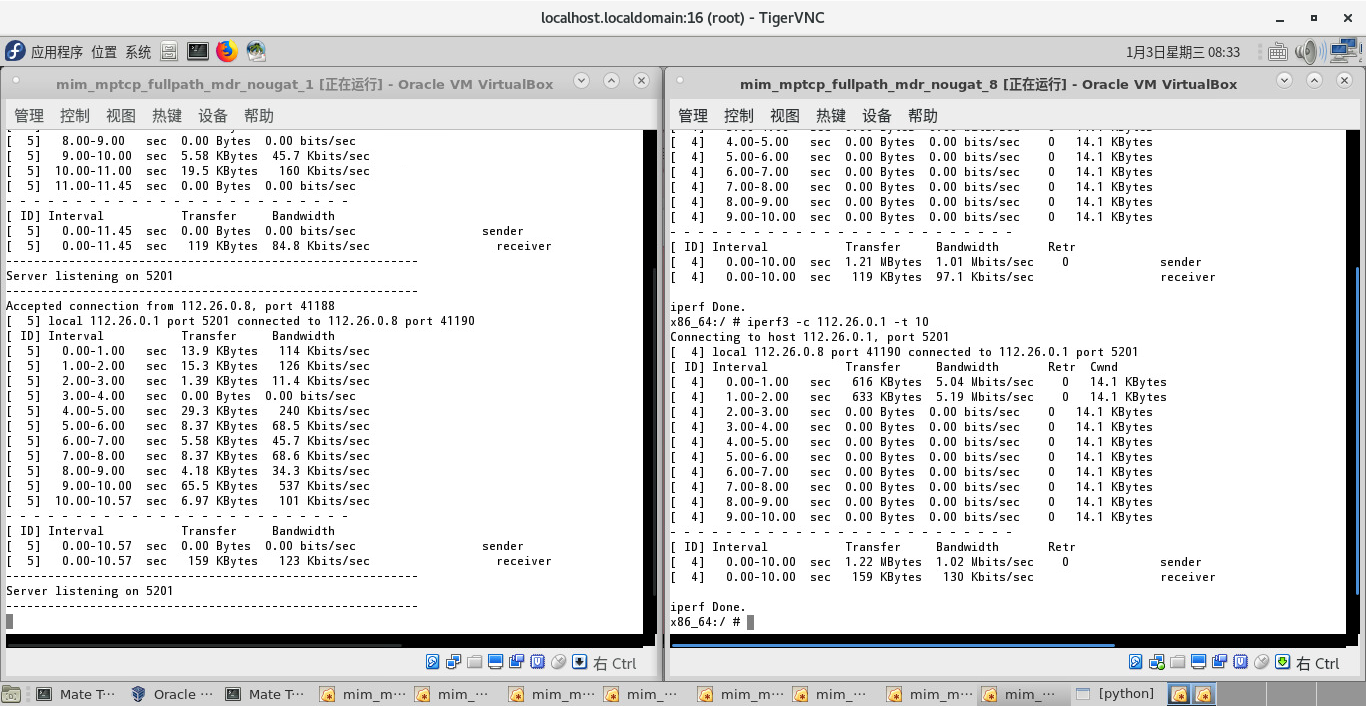 localhost.localdomain:16 (root) - TigerVNC
应用程序 位置 系统
1月3日星期三 08:33
mim_mptcp_fullpath_mdr_nougat_1 [正在运行] - Oracle VM VirtualBox
管理 控制 视图 热键 设备 帮助
[  5]   8.00-9.00   sec  0.00 Bytes  0.00 bits/sec
[  5]   9.00-10.00  sec  5.58 KBytes  45.7 Kbits/sec
[  5]  10.00-11.00  sec  19.5 KBytes   160 Kbits/sec
[  5]  11.00-11.45  sec  0.00 Bytes  0.00 bits/sec
- - - - - - - - - - - - - - - - - - - - - - - - -
[ ID] Interval           Transfer     Bandwidth
[  5]   0.00-11.45  sec  0.00 Bytes  0.00 bits/sec                  sender
[  5]   0.00-11.45  sec   119 KBytes  84.8 Kbits/sec                  receiver
-----------------------------------------------------------
Server listening on 5201
-----------------------------------------------------------
Accepted connection from 112.26.0.8, port 41188
[  5] local 112.26.0.1 port 5201 connected to 112.26.0.8 port 41190
[ ID] Interval           Transfer     Bandwidth
[  5]   0.00-1.00   sec  13.9 KBytes   114 Kbits/sec
[  5]   1.00-2.00   sec  15.3 KBytes   126 Kbits/sec
[  5]   2.00-3.00   sec  1.39 KBytes  11.4 Kbits/sec
[  5]   3.00-4.00   sec  0.00 Bytes  0.00 bits/sec
[  5]   4.00-5.00   sec  29.3 KBytes   240 Kbits/sec
[  5]   5.00-6.00   sec  8.37 KBytes  68.5 Kbits/sec
[  5]   6.00-7.00   sec  5.58 KBytes  45.7 Kbits/sec
[  5]   7.00-8.00   sec  8.37 KBytes  68.6 Kbits/sec
[  5]   8.00-9.00   sec  4.18 KBytes  34.3 Kbits/sec
[  5]   9.00-10.00  sec  65.5 KBytes   537 Kbits/sec
[  5]  10.00-10.57  sec  6.97 KBytes   101 Kbits/sec
- - - - - - - - - - - - - - - - - - - - - - - - -
[ ID] Interval           Transfer     Bandwidth
[  5]   0.00-10.57  sec  0.00 Bytes  0.00 bits/sec                  sender
[  5]   0.00-10.57  sec   159 KBytes   123 Kbits/sec                  receiver
-----------------------------------------------------------
Server listening on 5201
-----------------------------------------------------------
右 Ctrl
mim_mptcp_fullpath_mdr_nougat_8 [正在运行] - Oracle VM VirtualBox
管理 控制 视图 热键 设备 帮助
[  4]   4.00-5.00   sec  0.00 Bytes  0.00 bits/sec    0   14.1 KBytes
[  4]   5.00-6.00   sec  0.00 Bytes  0.00 bits/sec    0   14.1 KBytes
[  4]   6.00-7.00   sec  0.00 Bytes  0.00 bits/sec    0   14.1 KBytes
[  4]   7.00-8.00   sec  0.00 Bytes  0.00 bits/sec    0   14.1 KBytes
[  4]   8.00-9.00   sec  0.00 Bytes  0.00 bits/sec    0   14.1 KBytes
[  4]   9.00-10.00  sec  0.00 Bytes  0.00 bits/sec    0   14.1 KBytes
- - - - - - - - - - - - - - - - - - - - - - - - -
[ ID] Interval           Transfer     Bandwidth       Retr
[  4]   0.00-10.00  sec  1.21 MBytes  1.01 Mbits/sec    0             sender
[  4]   0.00-10.00  sec   119 KBytes  97.1 Kbits/sec                  receiver
iperf Done.
x86_64:/ # iperf3 -c 112.26.0.1 -t 10
Connecting to host 112.26.0.1, port 5201
[  4] local 112.26.0.8 port 41190 connected to 112.26.0.1 port 5201
[ ID] Interval           Transfer     Bandwidth       Retr  Cwnd
[  4]   0.00-1.00   sec   616 KBytes  5.04 Mbits/sec    0   14.1 KBytes
[  4]   1.00-2.00   sec   633 KBytes  5.19 Mbits/sec    0   14.1 KBytes
[  4]   2.00-3.00   sec  0.00 Bytes  0.00 bits/sec    0   14.1 KBytes
[  4]   3.00-4.00   sec  0.00 Bytes  0.00 bits/sec    0   14.1 KBytes
[  4]   4.00-5.00   sec  0.00 Bytes  0.00 bits/sec    0   14.1 KBytes
[  4]   5.00-6.00   sec  0.00 Bytes  0.00 bits/sec    0   14.1 KBytes
[  4]   6.00-7.00   sec  0.00 Bytes  0.00 bits/sec    0   14.1 KBytes
[  4]   7.00-8.00   sec  0.00 Bytes  0.00 bits/sec    0   14.1 KBytes
[  4]   8.00-9.00   sec  0.00 Bytes  0.00 bits/sec    0   14.1 KBytes
[  4]   9.00-10.00  sec  0.00 Bytes  0.00 bits/sec    0   14.1 KBytes
- - - - - - - - - - - - - - - - - - - - - - - - -
[ ID] Interval           Transfer     Bandwidth       Retr
[  4]   0.00-10.00  sec  1.22 MBytes  1.02 Mbits/sec    0             sender
[  4]   0.00-10.00  sec   159 KBytes   130 Kbits/sec                  receiver
iperf Done.
x86_64:/ #
右 Ctrl
Mate T··· Oracle ··· Mate T··· mim_m··· mim_··· mim_m··· mim_··· mim_m··· mim_··· mim_m··· mim_··· [python]